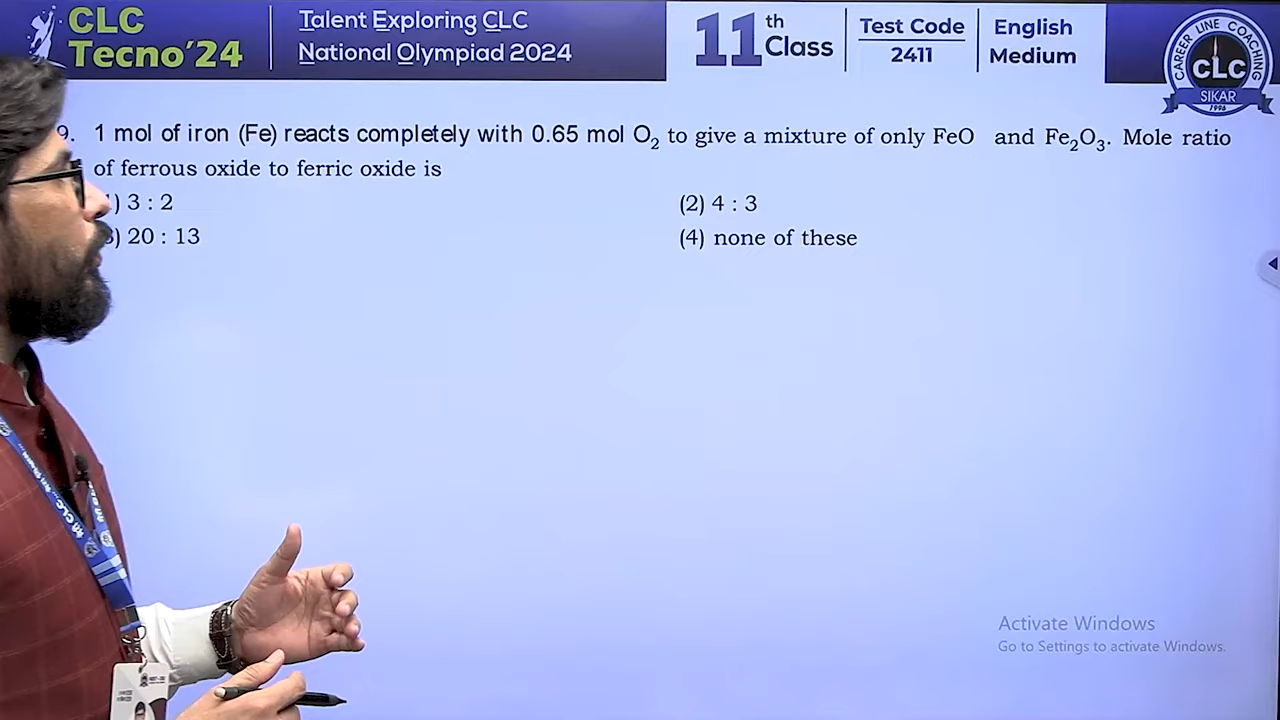 CLC
Tecno'24
Talent Exploring CLC
National Olympiad 2024
11th Class
Test Code
2411
English
Medium
CAREER LINE COACHING
CLC
SIKAR
1996
9. 1 mol of iron (Fe) reacts completely with 0.65 mol O₂ to give a mixture of only FeO and Fe₂O₃. Mole ratio
of ferrous oxide to ferric oxide is
) 3 : 2
(2) 4 : 3
3) 20 : 13
(4) none of these
Activate Windows
Go to Settings to activate Windows.